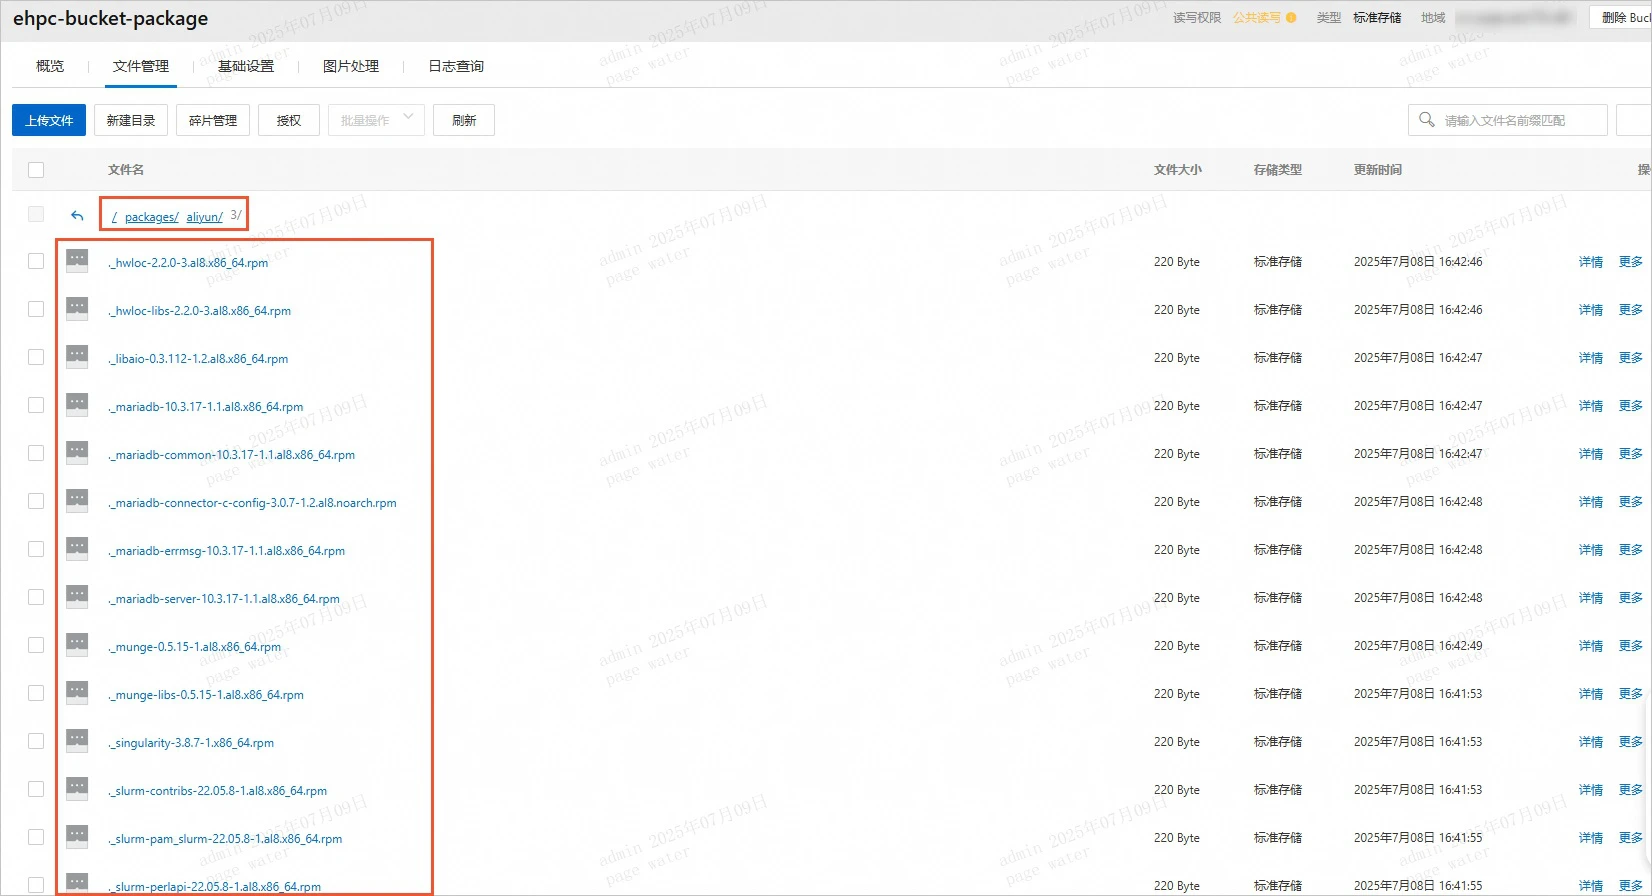 ehpc-bucket-package 读写权限 公共读写 类型 标准存储 地域 删除 Buc
概览 文件管理 基础设置 图片处理 日志查询
上传文件 新建目录 碎片管理 授权 批量操作 刷新 请输入文件名前缀匹配
文件名 文件大小 存储类型 更新时间 操
/ packages/ aliyun/ 3/
._hwloc-2.2.0-3.al8.x86_64.rpm 220 Byte 标准存储 2025年7月08日 16:42:46 详情 更多
._hwloc-libs-2.2.0-3.al8.x86_64.rpm 220 Byte 标准存储 2025年7月08日 16:42:46 详情 更多
._libaio-0.3.112-1.2.al8.x86_64.rpm 220 Byte 标准存储 2025年7月08日 16:42:47 详情 更多
._mariadb-10.3.17-1.1.al8.x86_64.rpm 220 Byte 标准存储 2025年7月08日 16:42:47 详情 更多
._mariadb-common-10.3.17-1.1.al8.x86_64.rpm 220 Byte 标准存储 2025年7月08日 16:42:47 详情 更多
._mariadb-connector-c-config-3.0.7-1.2.al8.noarch.rpm 220 Byte 标准存储 2025年7月08日 16:42:48 详情 更多
._mariadb-errmsg-10.3.17-1.1.al8.x86_64.rpm 220 Byte 标准存储 2025年7月08日 16:42:48 详情 更多
._mariadb-server-10.3.17-1.1.al8.x86_64.rpm 220 Byte 标准存储 2025年7月08日 16:42:48 详情 更多
._munge-0.5.15-1.al8.x86_64.rpm 220 Byte 标准存储 2025年7月08日 16:42:49 详情 更多
._munge-libs-0.5.15-1.al8.x86_64.rpm 220 Byte 标准存储 2025年7月08日 16:41:53 详情 更多
._singularity-3.8.7-1.x86_64.rpm 220 Byte 标准存储 2025年7月08日 16:41:53 详情 更多
._slurm-contribs-22.05.8-1.al8.x86_64.rpm 220 Byte 标准存储 2025年7月08日 16:41:53 详情 更多
._slurm-pam_slurm-22.05.8-1.al8.x86_64.rpm 220 Byte 标准存储 2025年7月08日 16:41:55 详情 更多
._slurm-perlapi-22.05.8-1.al8.x86_64.rpm 220 Byte 标准存储 2025年7月08日 16:41:55 详情 更多
admin 2025年07月09日
page water